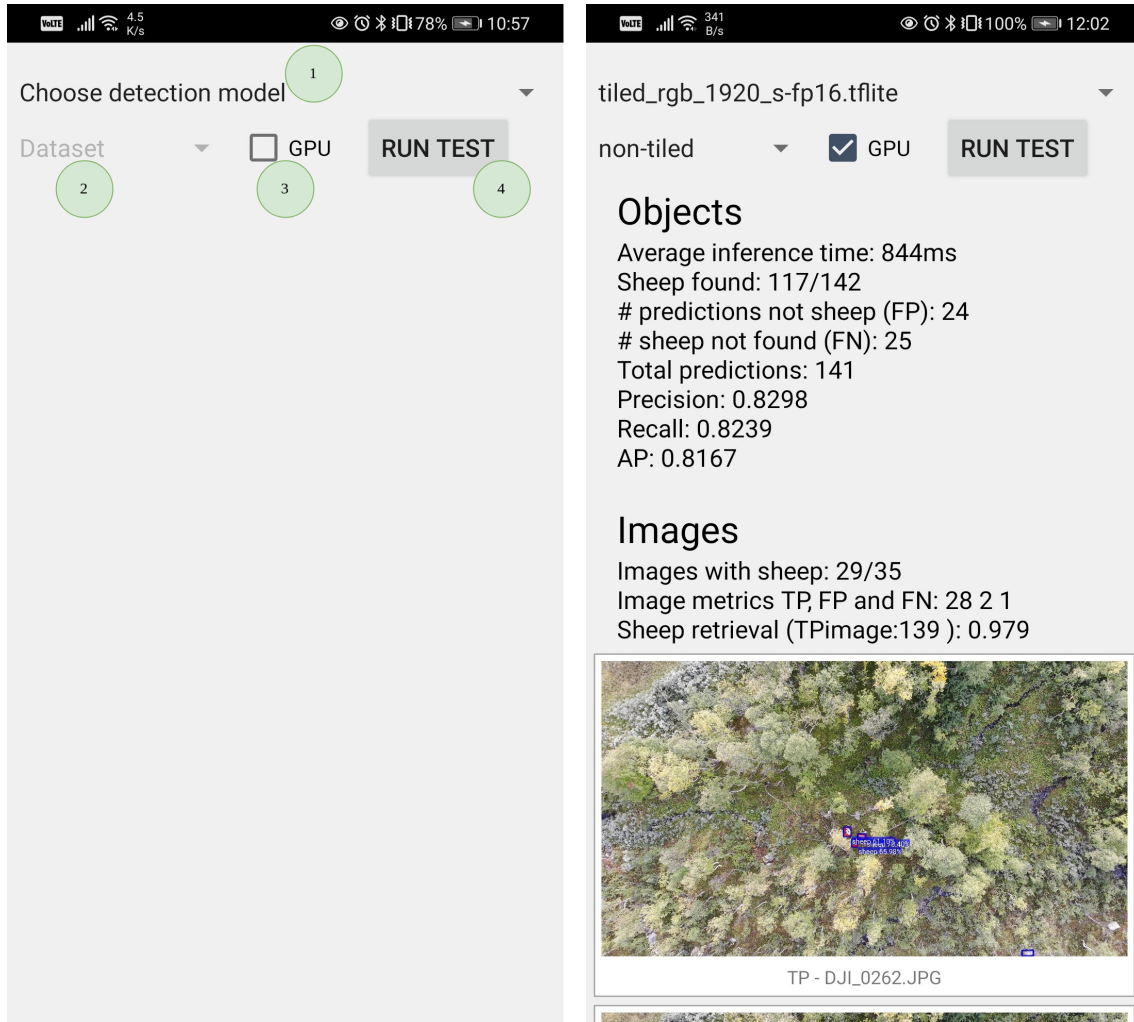 VoLTE 4.5 K/s 78% 10:57
1
Choose detection model
Dataset GPU RUN TEST
2 3 4
VoLTE 341 B/s 100% 12:02
tiled_rgb_1920_s-fp16.tflite
non-tiled GPU RUN TEST
Objects
Average inference time: 844ms
Sheep found: 117/142
# predictions not sheep (FP): 24
# sheep not found (FN): 25
Total predictions: 141
Precision: 0.8298
Recall: 0.8239
AP: 0.8167
Images
Images with sheep: 29/35
Image metrics TP, FP and FN: 28 2 1
Sheep retrieval (TPimage:139 ): 0.979
sheep
sheep 65.98%
TP - DJI_0262.JPG